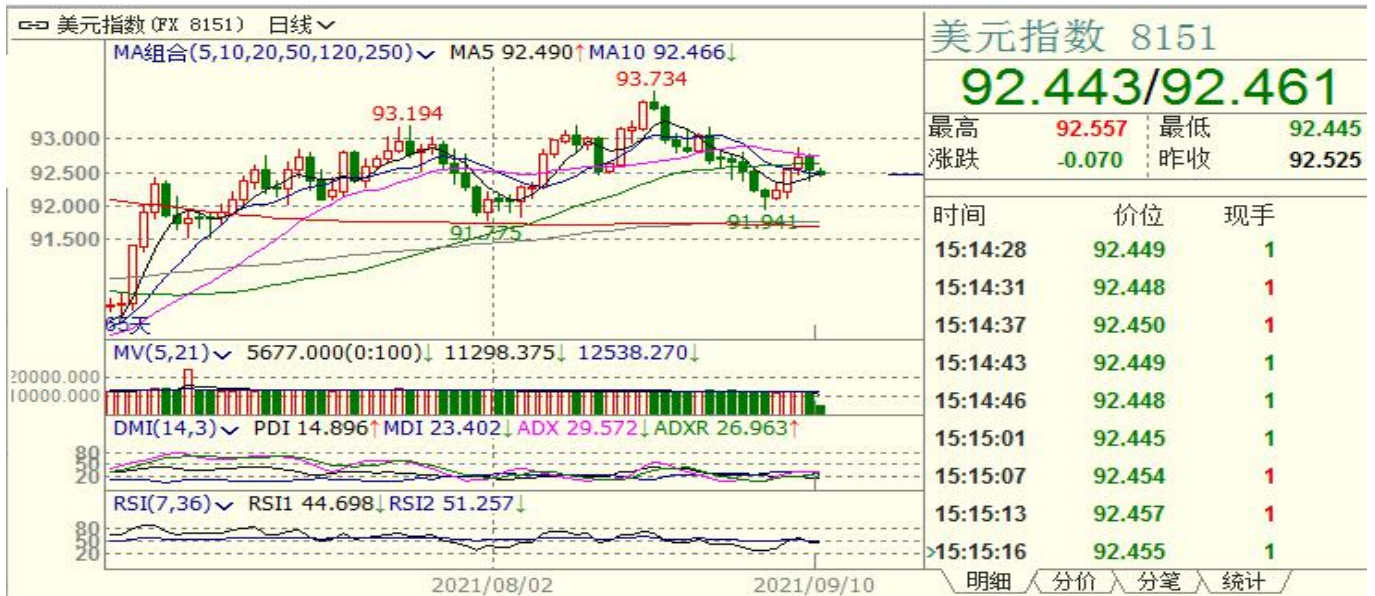 美元指数(FX 8151) 日线
MA组合(5,10,20,50,120,250) MA5 92.490↑MA10 92.466↓
93.734
93.194
93.000
92.500
92.000
91.500
91.775
91.941
65天
MV(5,21) 5677.000(0:100)↓ 11298.375↓ 12538.270↓
20000.000
10000.000
DMI(14,3) PDI 14.896↑MDI 23.402↓ADX 29.572↓ADXR 26.963↑
80
50
20
RSI(7,36) RSI1 44.698↓RSI2 51.257↓
80
50
20
2021/08/02 2021/09/10
美元指数 8151
92.443/92.461
最高 92.557 最低 92.445
涨跌 -0.070 昨收 92.525
时间 价位 现手
15:14:28 92.449 1
15:14:31 92.448 1
15:14:37 92.450 1
15:14:43 92.449 1
15:14:46 92.448 1
15:15:01 92.445 1
15:15:07 92.454 1
15:15:13 92.457 1
>15:15:16 92.455 1
明细 分价 分笔 统计